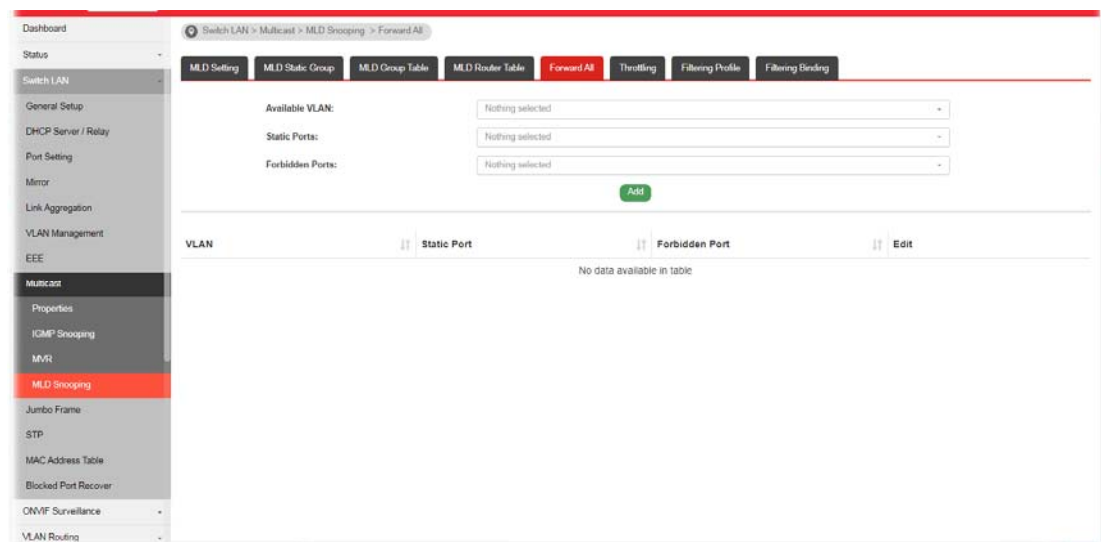 Dashboard
Status
Switch LAN
General Setup
DHCP Server / Relay
Port Setting
Mirror
Link Aggregation
VLAN Management
EEE
Multicast
Properties
IGMP Snooping
MVR
MLD Snooping
Jumbo Frame
STP
MAC Address Table
Blocked Port Recover
ONVIF Surveillance
VLAN Routing
Switch LAN > Multicast > MLD Snooping > Forward All
MLD Setting MLD Static Group MLD Group Table MLD Router Table Forward All Throttling Filtering Profile Filtering Binding
Available VLAN: Nothing selected
Static Ports: Nothing selected
Forbidden Ports: Nothing selected
Add
VLAN Static Port Forbidden Port Edit
No data available in table